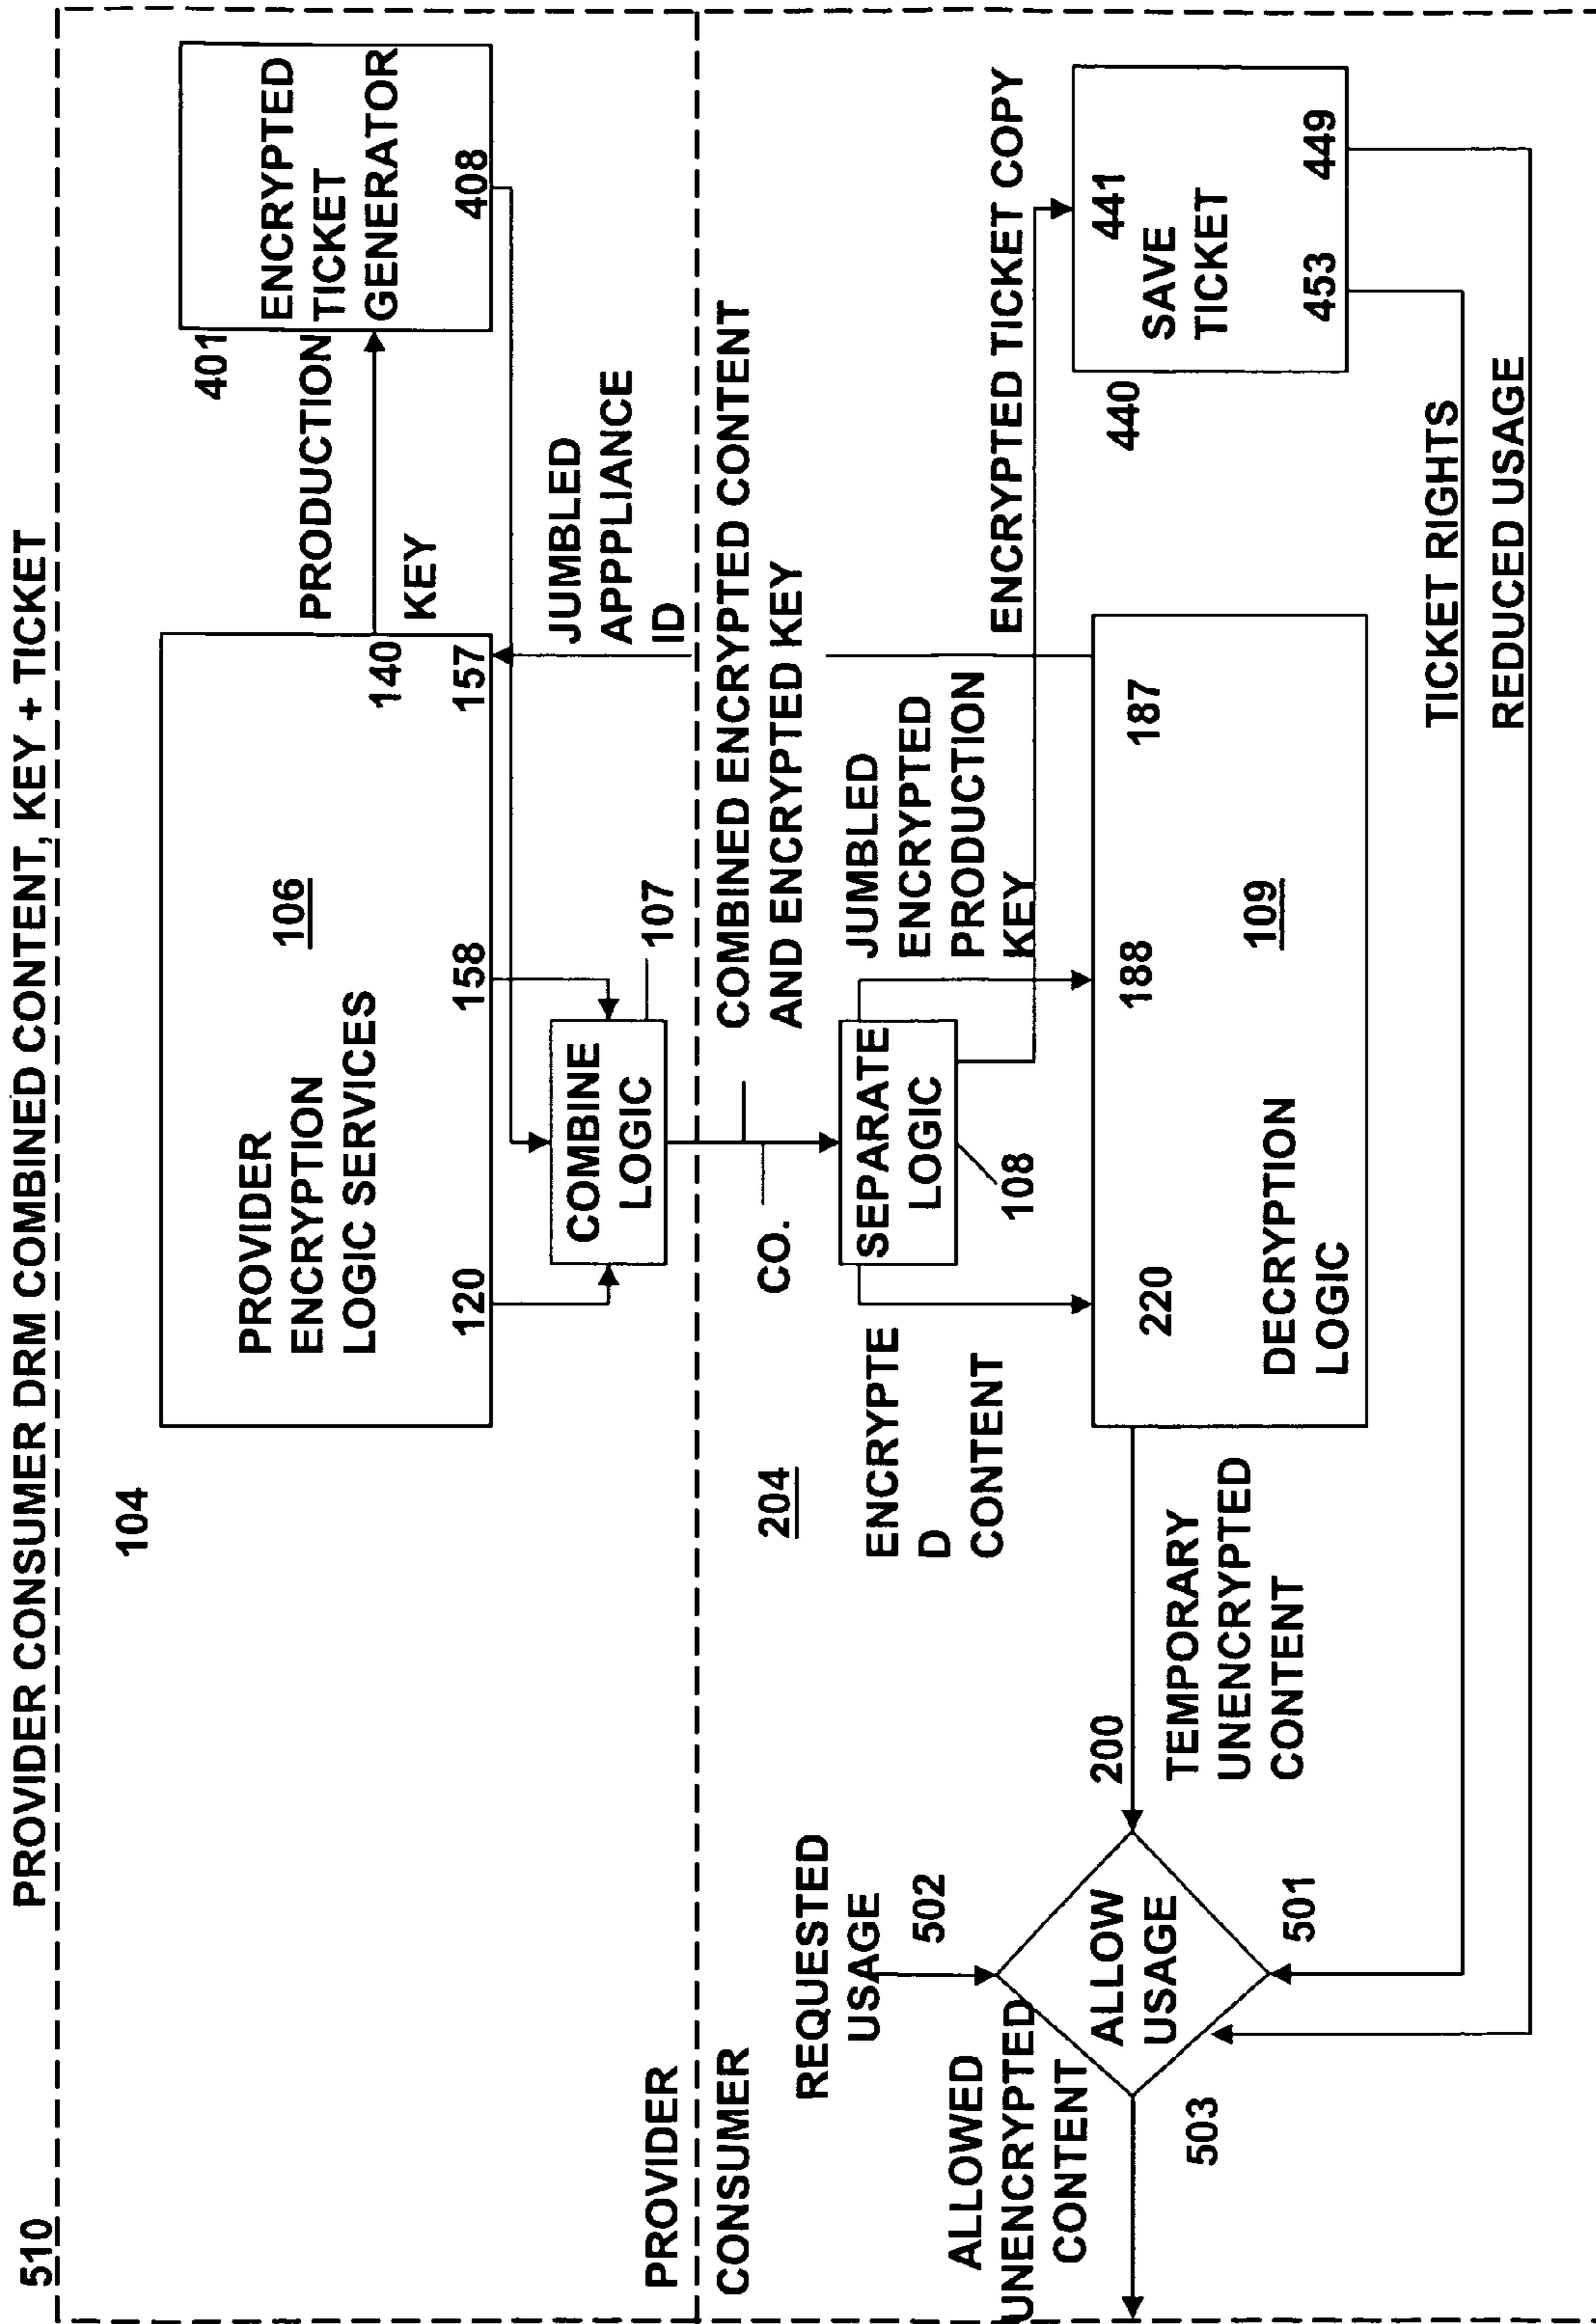 510
PROVIDER CONSUMER DRM COMBINED CONTENT, KEY + TICKET
104
PROVIDER
ENCRYPTION
LOGIC SERVICES
106
120
158
140
157
PRODUCTION
KEY
401
ENCRYPTED
TICKET
GENERATOR
408
COMBINE
LOGIC
107
JUMBLED
APPPLIANCE
ID
PROVIDER
CONSUMER
COMBINED ENCRYPTED CONTENT
AND ENCRYPTED KEY
CO.
204
SEPARATE
LOGIC
108
ENCRYPTE
D
CONTENT
JUMBLED
ENCRYPTED
PRODUCTION
KEY
ENCRYPTED TICKET COPY
REQUESTED
USAGE
502
ALLOWED
UNENCRYPTED
CONTENT
ALLOW
USAGE
503
501
200
TEMPORARY
UNENCRYPTED
CONTENT
220
188
187
109
DECRYPTION
LOGIC
440
441
SAVE
TICKET
453
449
TICKET RIGHTS
REDUCED USAGE